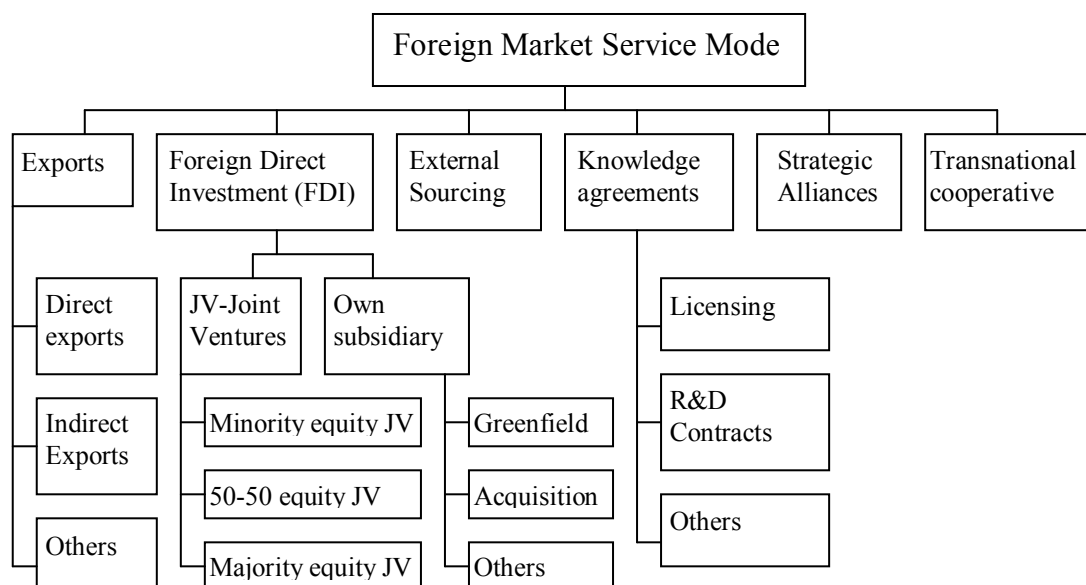 Foreign Market Service Mode
Exports
Foreign Direct
Investment (FDI)
External
Sourcing
Knowledge
agreements
Strategic
Alliances
Transnational
cooperative
Direct
exports
JV-Joint
Ventures
Own
subsidiary
Licensing
Indirect
Exports
Minority equity JV
Greenfield
R&D
Contracts
50-50 equity JV
Acquisition
Others
Others
Majority equity JV
Others